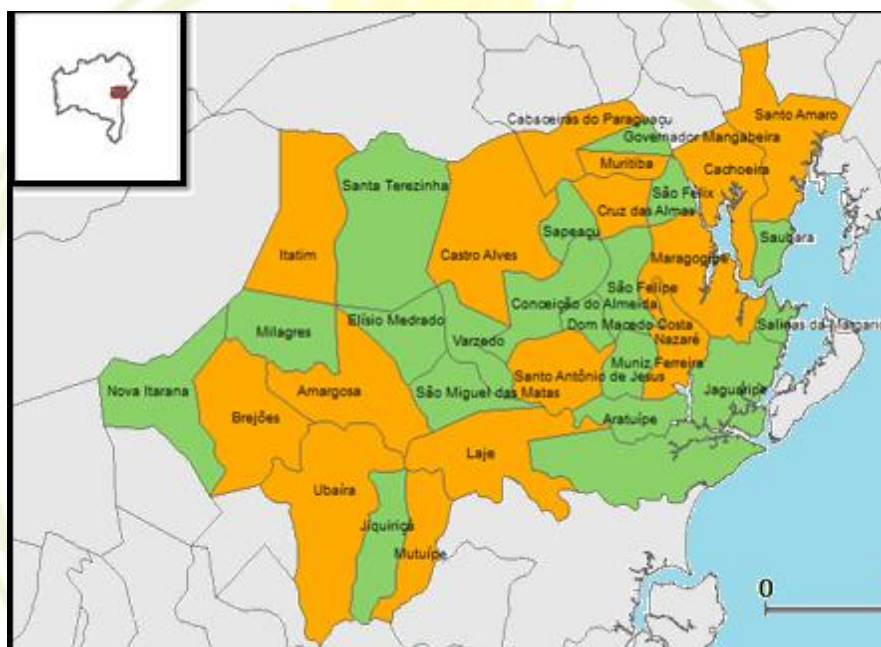 Santo Amaro
Cabaceiras do Paraguaçu
Governador Mangabeira
Muritiba
Cachoeira
Santa Terezinha
São Felix
Cruz das Almas
Sapeaçu
Saubara
Itatim
Castro Alves
Maragogipe
São Felipe
Conceição do Almeida
Elísio Medrado
Milagres
Dom Macedo Costa
Salinas da Margarida
Varzedo
Nazaré
Muniz Ferreira
Santo Antônio de Jesus
Nova Itarana
Amargosa
São Miguel das Matas
Jaguaripe
Brejões
Aratuípe
Laje
Ubaíra
Jiquiriçá
Mutuípe
0